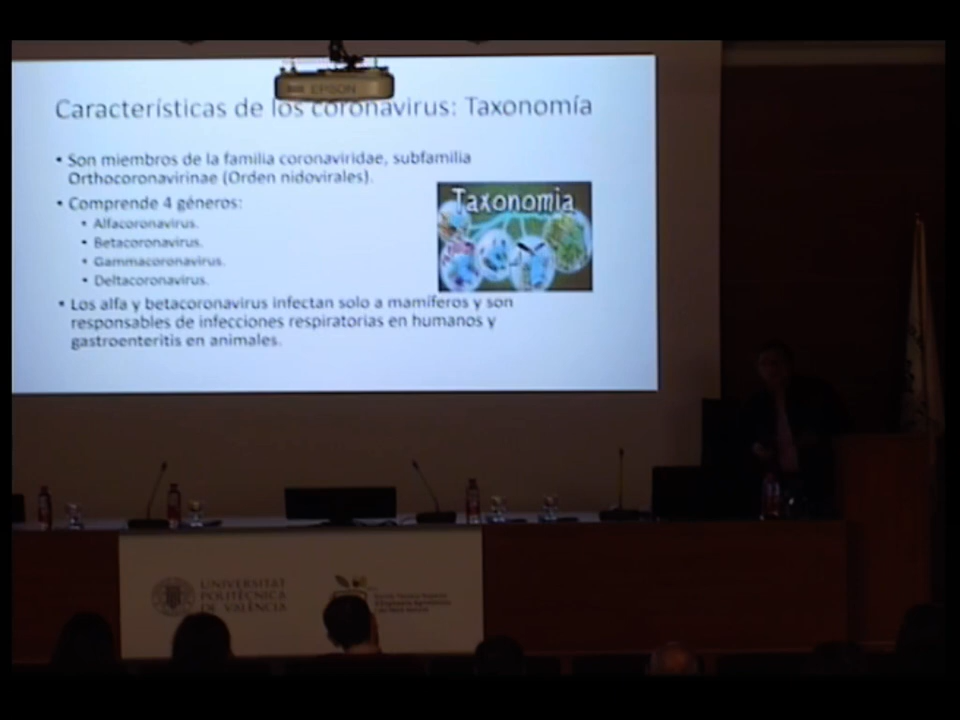 EPSON
Características de los coronavirus: Taxonomía
• Son miembros de la familia coronaviridae, subfamilia
Orthocoronavirinae (Orden nidovirales).
Taxonomia
• Comprende 4 géneros:
• Alfacoronavirus.
• Betacoronavirus.
• Gammacoronavirus.
• Deltacoronavirus.
• Los alfa y betacoronavirus infectan solo a mamíferos y son
responsables de infecciones respiratorias en humanos y
gastroenteritis en animales.
UNIVERSITAT
POLITÈCNICA
DE VALÈNCIA